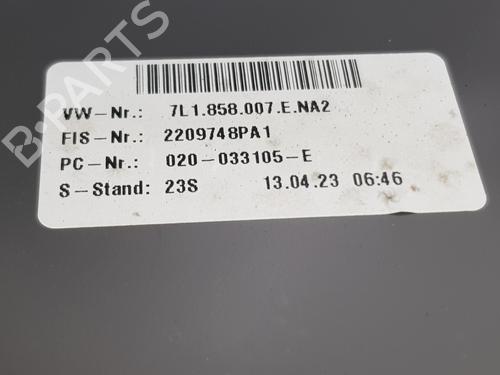 VW-Nr.: 7L1.858.007.E.NA2
FIS-Nr.: 2209748PA1
PC-Nr.: 020-033105-E
S-Stand: 23S 13.04.23 06:46
B-PARTS